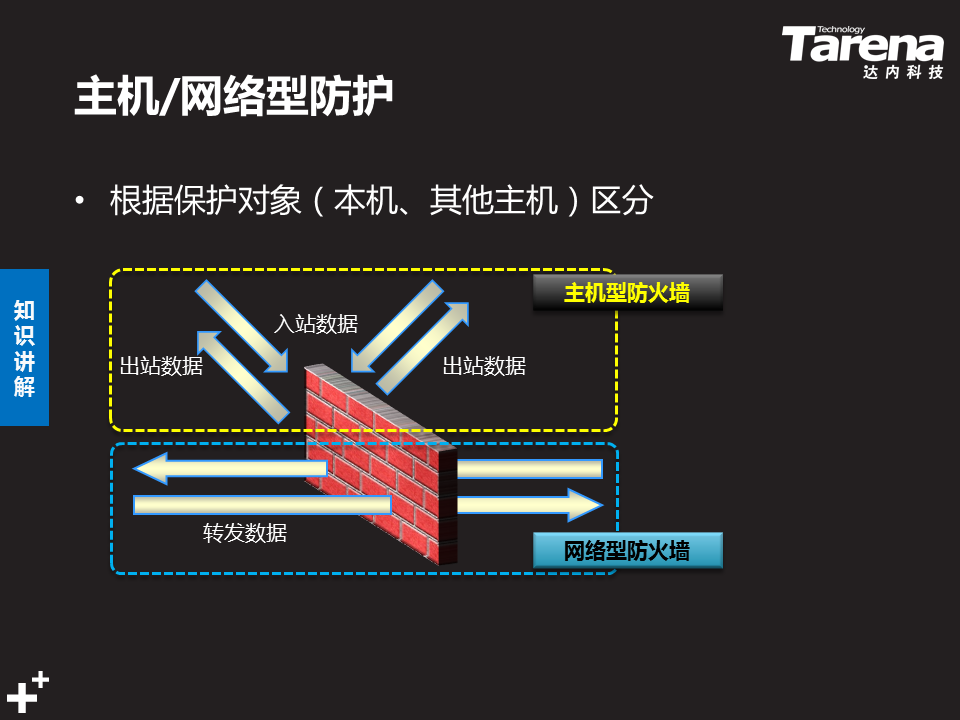 Technology
Tarena
达内科技
主机/网络型防护
• 根据保护对象（本机、其他主机）区分
知识讲解
主机型防火墙
入站数据
出站数据
出站数据
转发数据
网络型防火墙